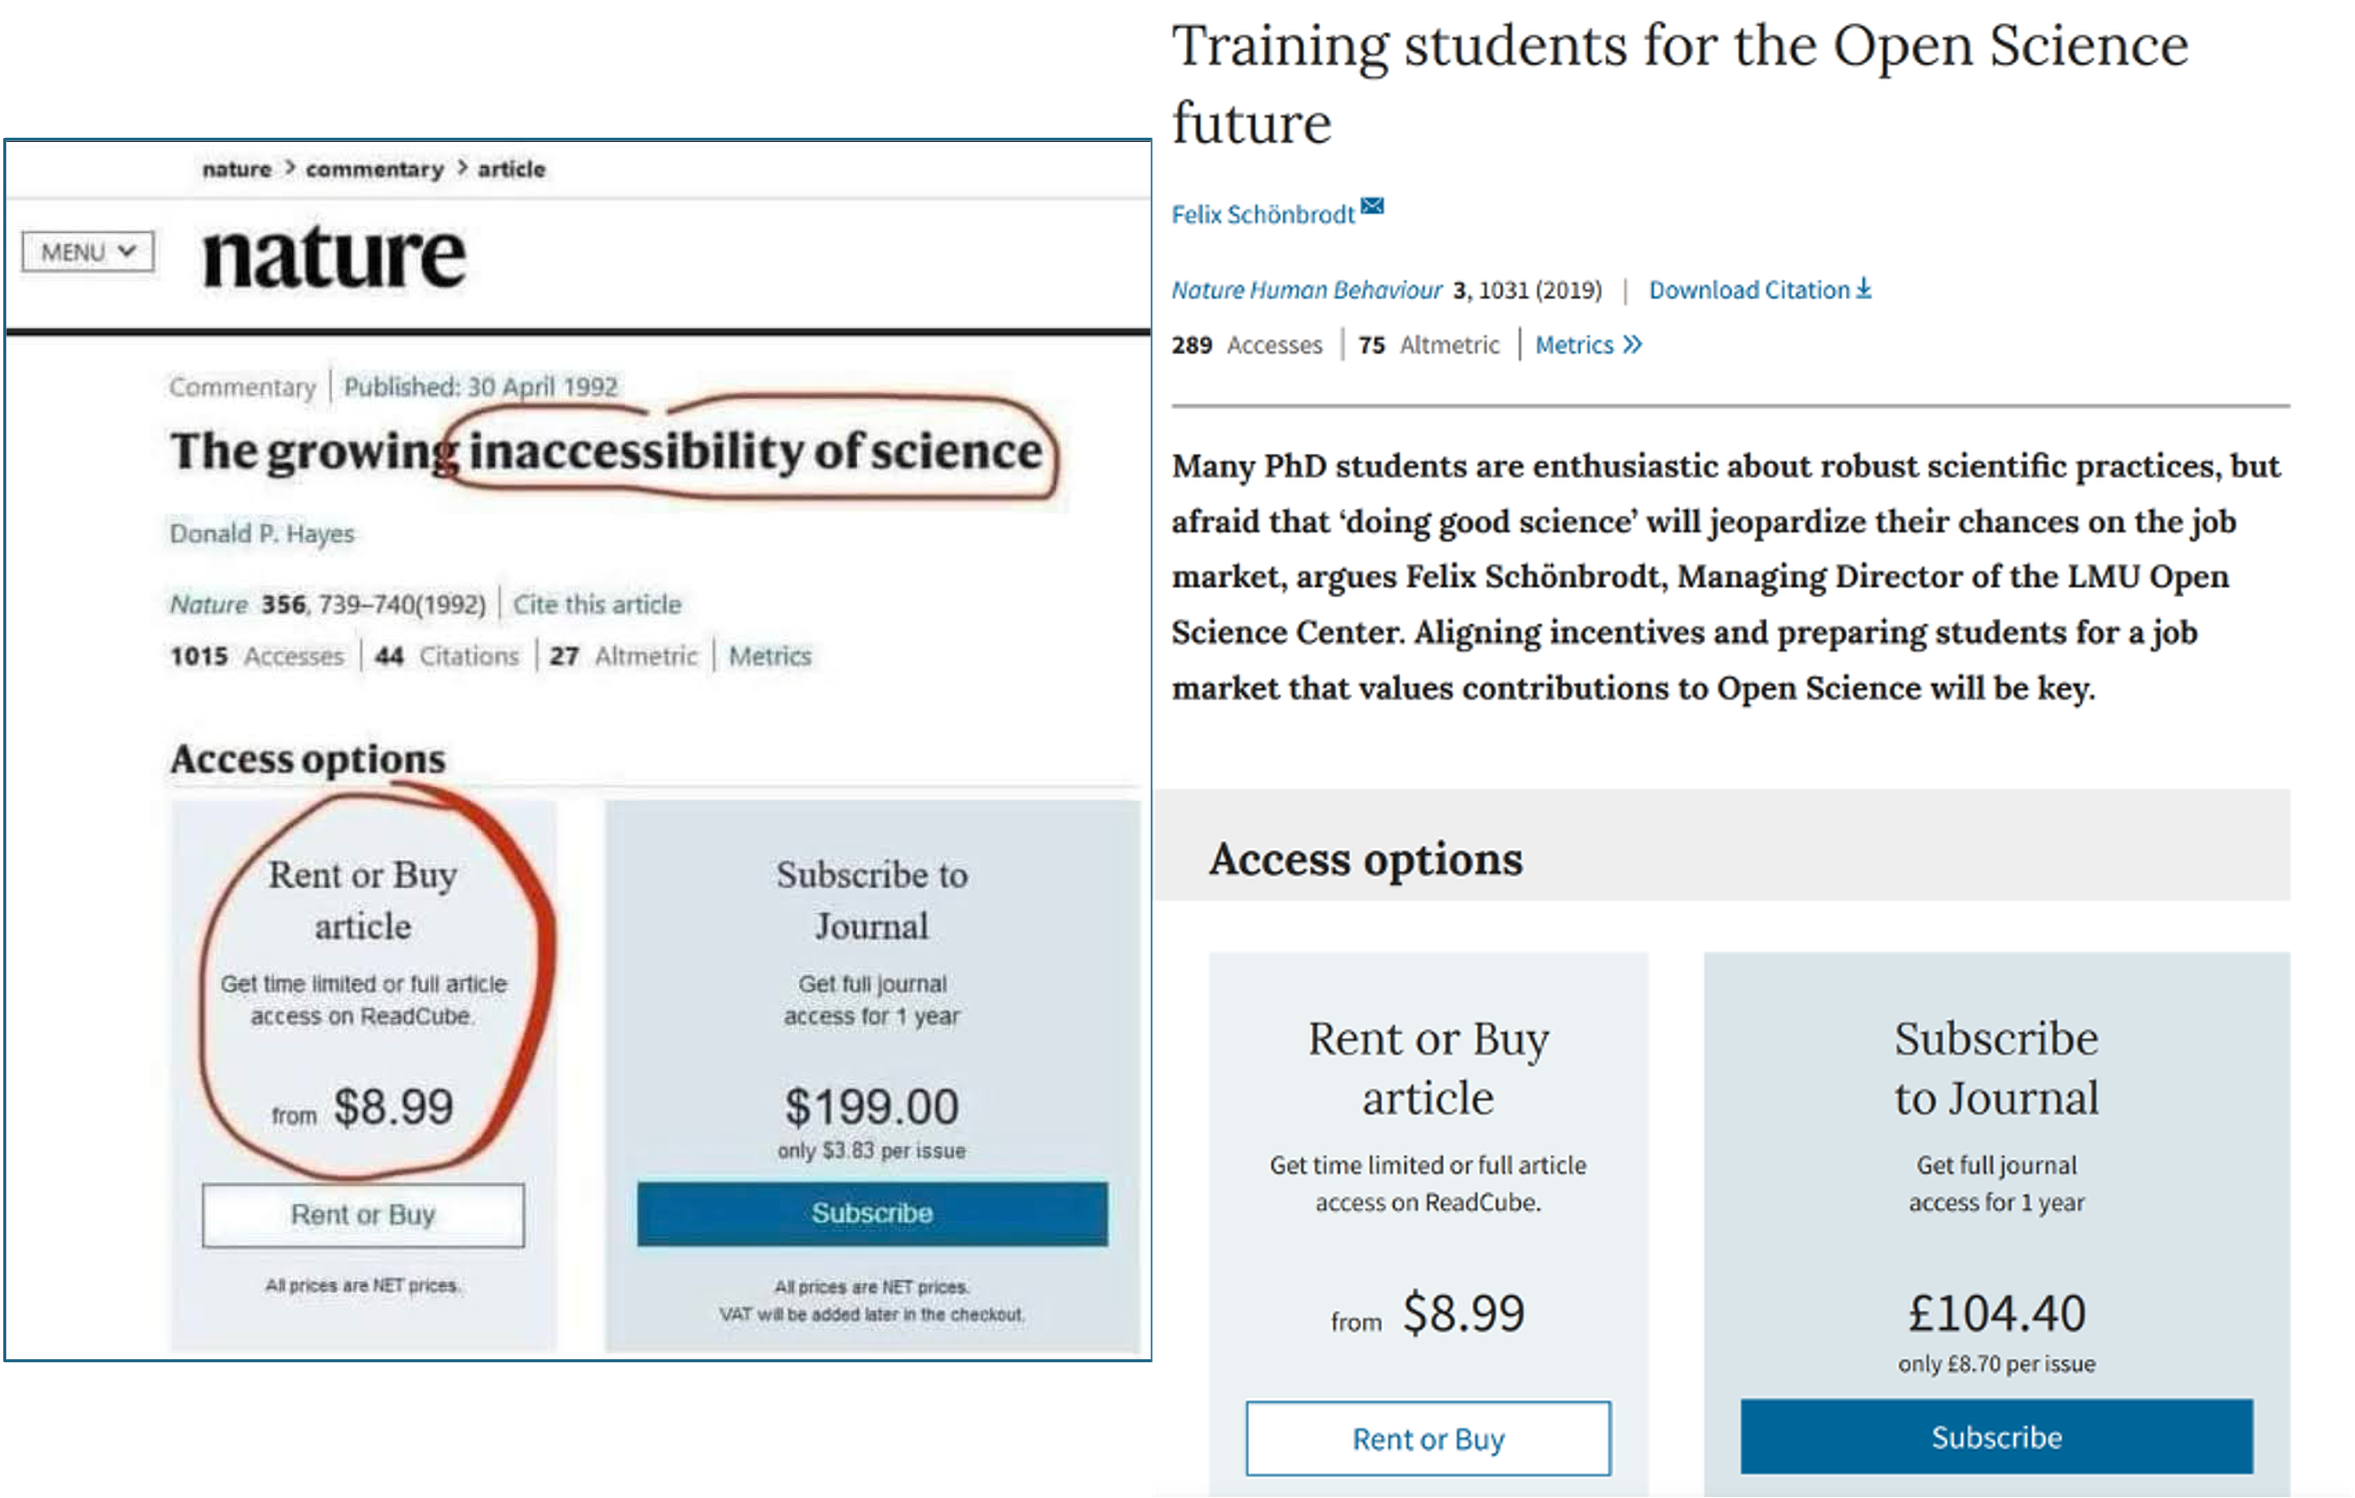 nature > commentary > article
MENU
nature
Commentary | Published: 30 April 1992
The growing inaccessibility of science
Donald P. Hayes
Nature 356, 739–740(1992) | Cite this article
1015 Accesses | 44 Citations | 27 Altmetric | Metrics
Access options
Rent or Buy
article
Get time limited or full article
access on ReadCube.
from $8.99
Rent or Buy
All prices are NET prices.
Subscribe to
Journal
Get full journal
access for 1 year
$199.00
only $3.83 per issue
Subscribe
All prices are NET prices.
VAT will be added later in the checkout.
Training students for the Open Science
future
Felix Schönbrodt
Nature Human Behaviour 3, 1031 (2019) | Download Citation
289 Accesses | 75 Altmetric | Metrics »
Many PhD students are enthusiastic about robust scientific practices, but
afraid that ‘doing good science’ will jeopardize their chances on the job
market, argues Felix Schönbrodt, Managing Director of the LMU Open
Science Center. Aligning incentives and preparing students for a job
market that values contributions to Open Science will be key.
Access options
Rent or Buy
article
Get time limited or full article
access on ReadCube.
from $8.99
Rent or Buy
Subscribe
to Journal
Get full journal
access for 1 year
£104.40
only £8.70 per issue
Subscribe